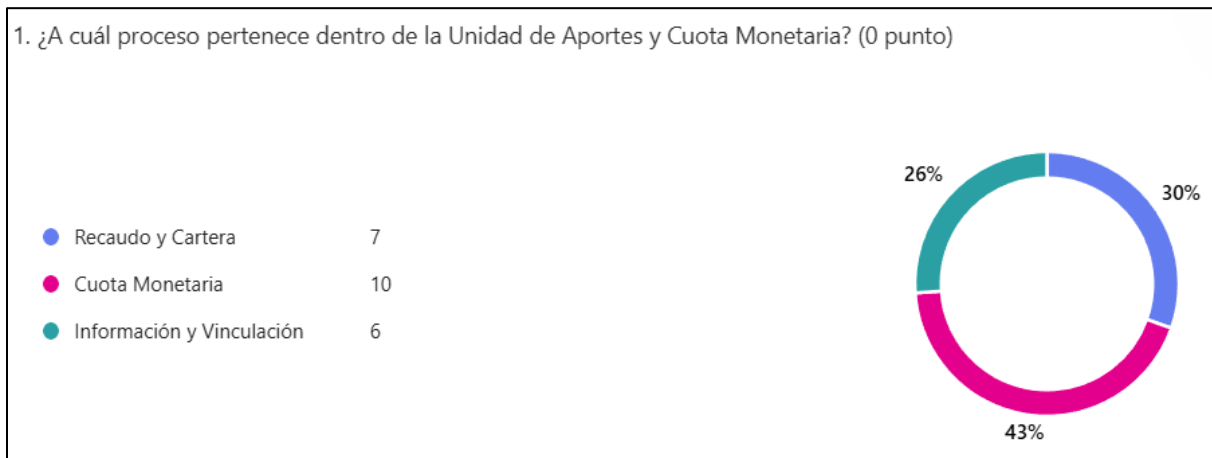 1. ¿A cuál proceso pertenece dentro de la Unidad de Aportes y Cuota Monetaria? (0 punto)
Recaudo y Cartera 7
Cuota Monetaria 10
Información y Vinculación 6
26%
30%
43%